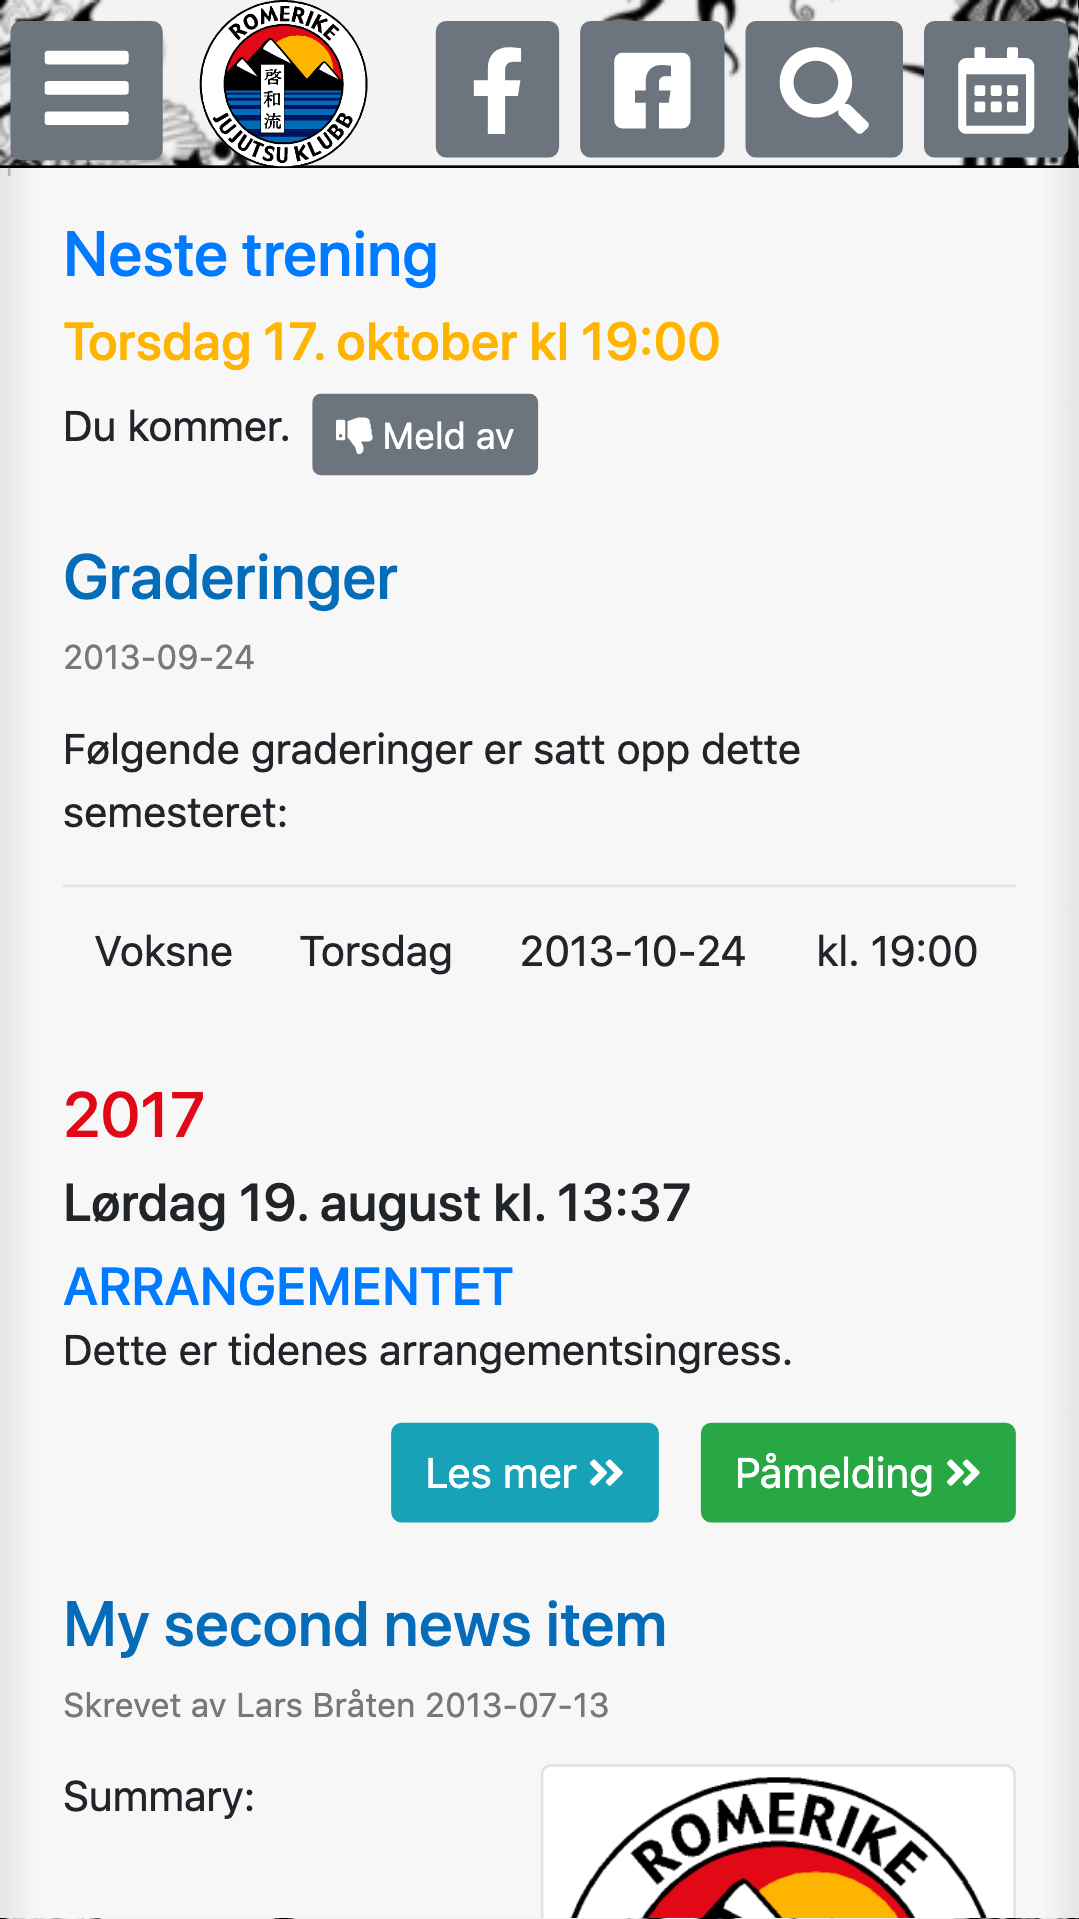 ROMERIKE
啓和流
JUJUTSU KLUBB
Neste trening
Torsdag 17. oktober kl 19:00
Du kommer. Meld av
Graderinger
2013-09-24
Følgende graderinger er satt opp dette
semesteret:
Voksne Torsdag 2013-10-24 kl. 19:00
2017
Lørdag 19. august kl. 13:37
ARRANGEMENTET
Dette er tidenes arrangementsingress.
Les mer Påmelding
My second news item
Skrevet av Lars Bråten 2013-07-13
Summary:
ROMERIKE